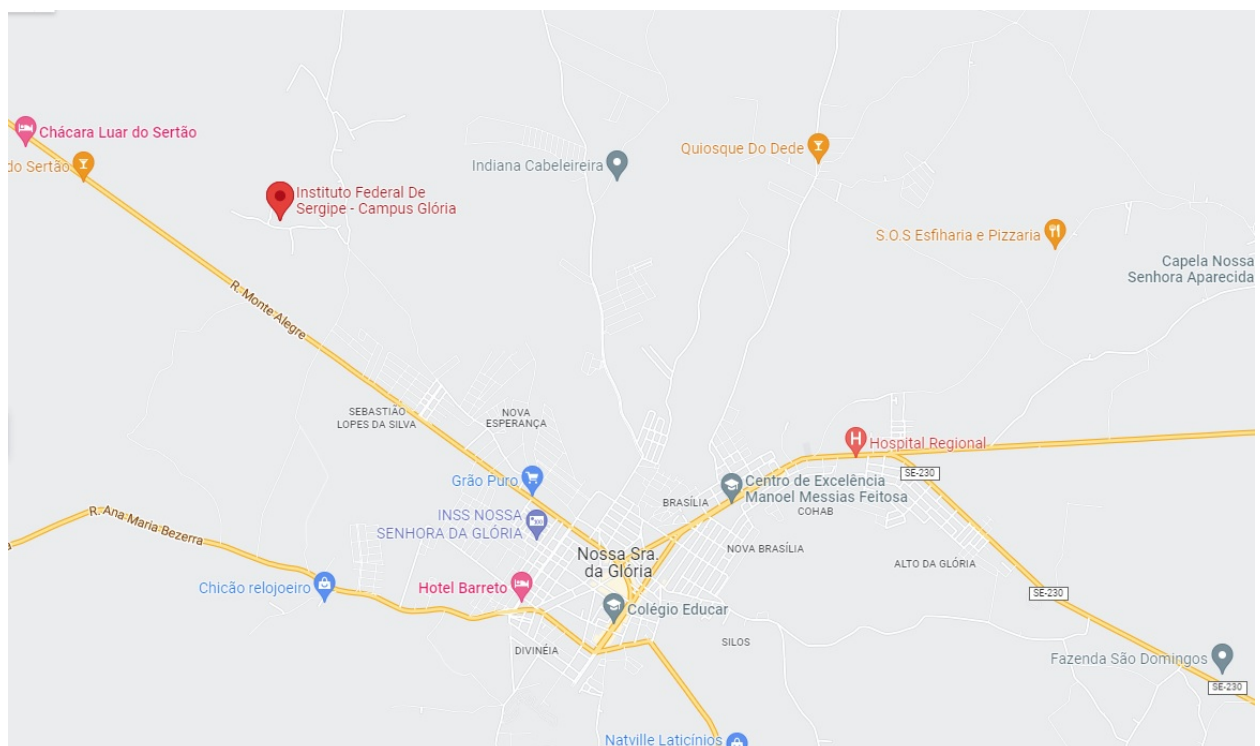 Chácara Luar do Sertão
do Sertão
Instituto Federal De
Sergipe - Campus Glória
Indiana Cabeleireira
Quiosque Do Dede
S.O.S Esfiharia e Pizzaria
Capela Nossa
Senhora Aparecida
R. Monte Alegre
SEBASTIÃO
LOPES DA SILVA
NOVA
ESPERANÇA
H
Hospital Regional
SE-230
Grão Puro
BRASÍLIA
Centro de Excelência
Manoel Messias Feitosa
COHAB
INSS NOSSA
SENHORA DA GLÓRIA
R. Ana Maria Bezerra
Nossa Sra.
da Glória
NOVA BRASÍLIA
ALTO DA GLÓRIA
Chicão relojoeiro
Hotel Barreto
SE-230
Colégio Educar
DIVINÉIA
SILOS
Fazenda São Domingos
SE-230
Natville Laticínios